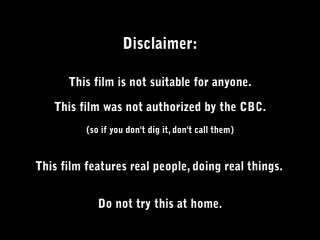 Disclaimer:
This film is not suitable for anyone.
This film was not authorized by the CBC.
(so if you don't dig it, don't call them)
This film features real people, doing real things.
Do not try this at home.